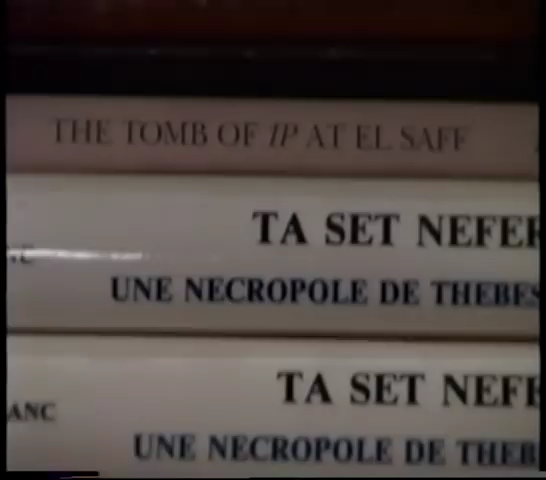 THE TOMB OF IP AT EL SAFF
TA SET NEFER
UNE NECROPOLE DE THEBES
TA SET NEFE
ANC
UNE NECROPOLE DE THEB